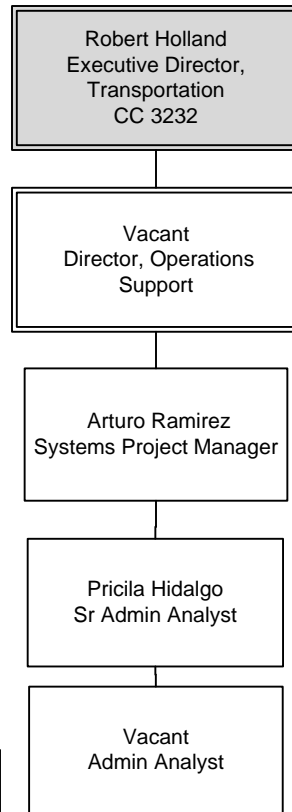 Robert Holland
Executive Director,
Transportation
CC 3232
Vacant
Director, Operations
Support
Arturo Ramirez
Systems Project Manager
Pricila Hidalgo
Sr Admin Analyst
Vacant
Admin Analyst